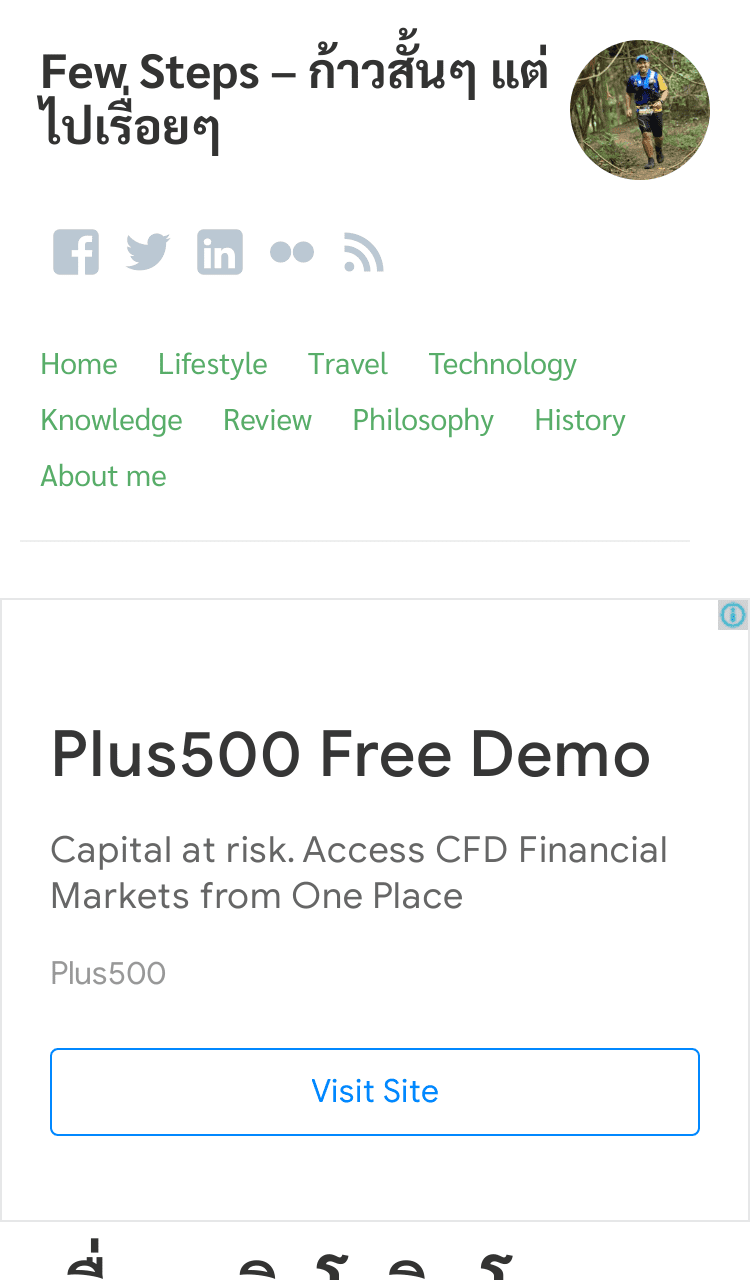 Few Steps – ก้าวสั้นๆ แต่
ไปเรื่อยๆ
Home Lifestyle Travel Technology
Knowledge Review Philosophy History
About me
Plus500 Free Demo
Capital at risk. Access CFD Financial
Markets from One Place
Plus500
Visit Site